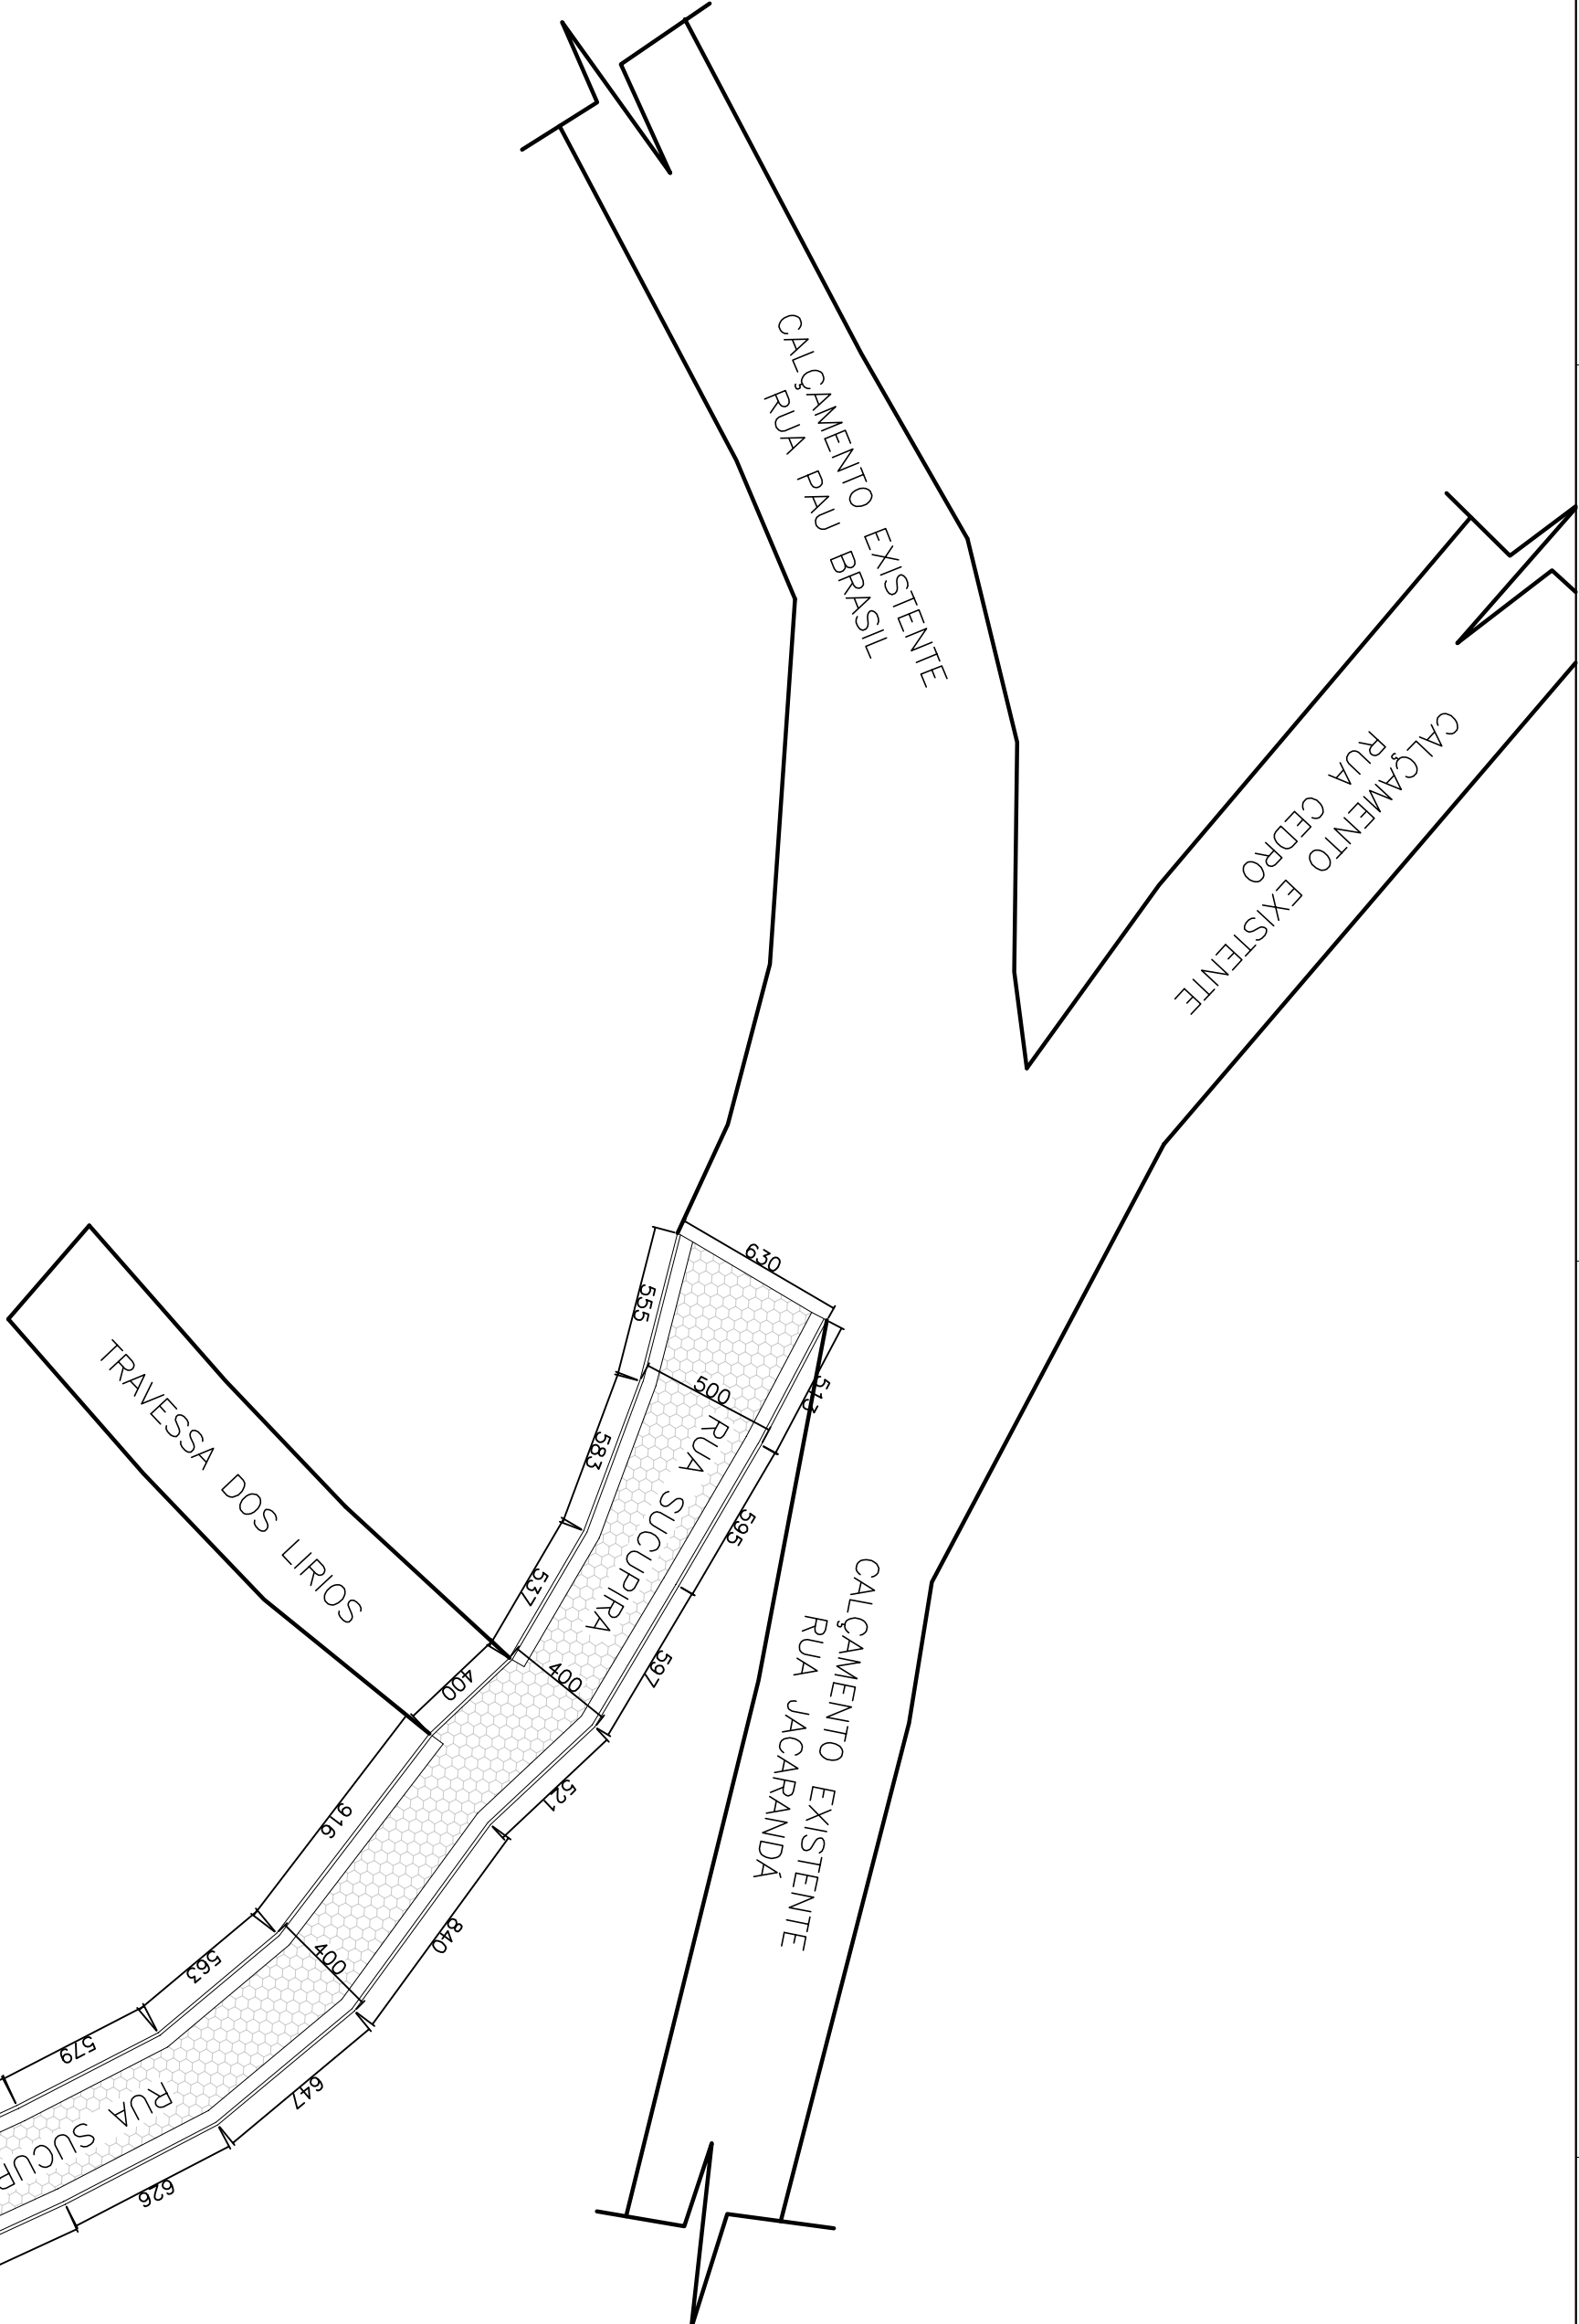 CALÇAMENTO EXISTENTE
RUA PAU BRASIL
CALÇAMENTO EXISTENTE
RUA CEDRO
630
555
500
583
595
RUA SUCUPIRA
537
TRAVESSA DOS LIRIOS
400
400
597
CALÇAMENTO EXISTENTE
RUA JACARANDÁ
521
916
840
400
563
579
647
RUA
626